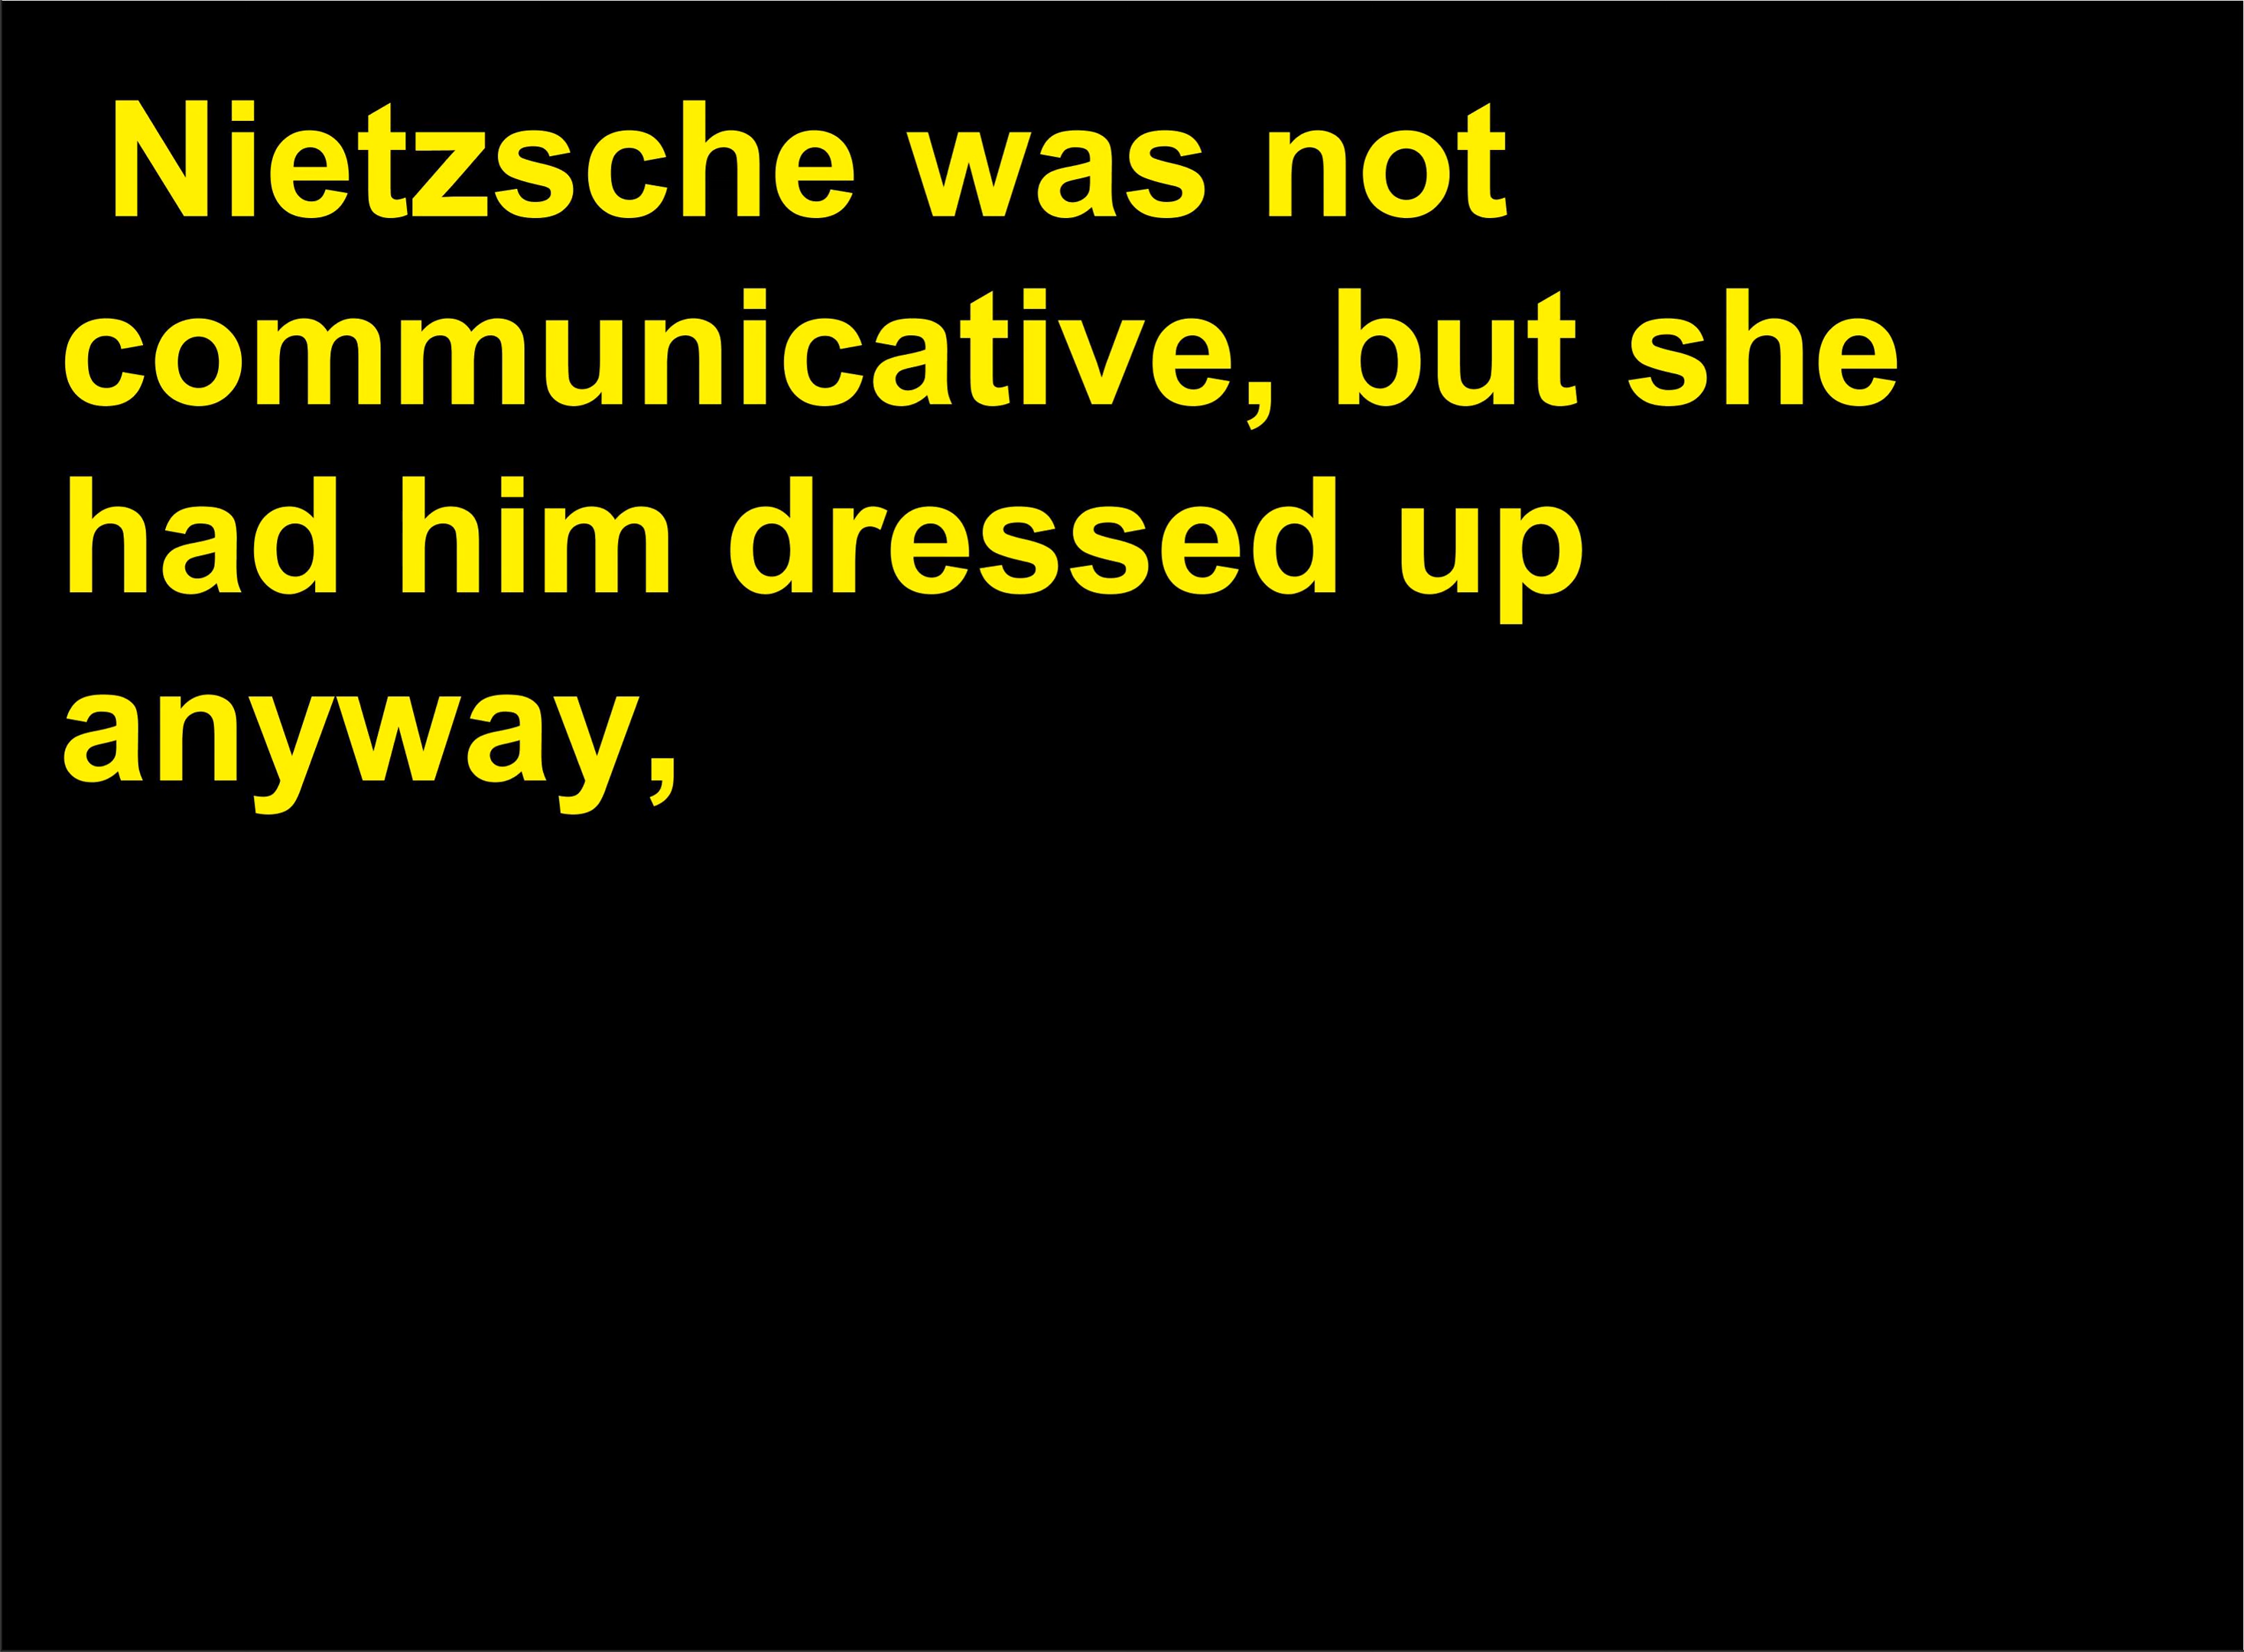 Nietzsche was not
communicative, but she
had him dressed up
anyway,